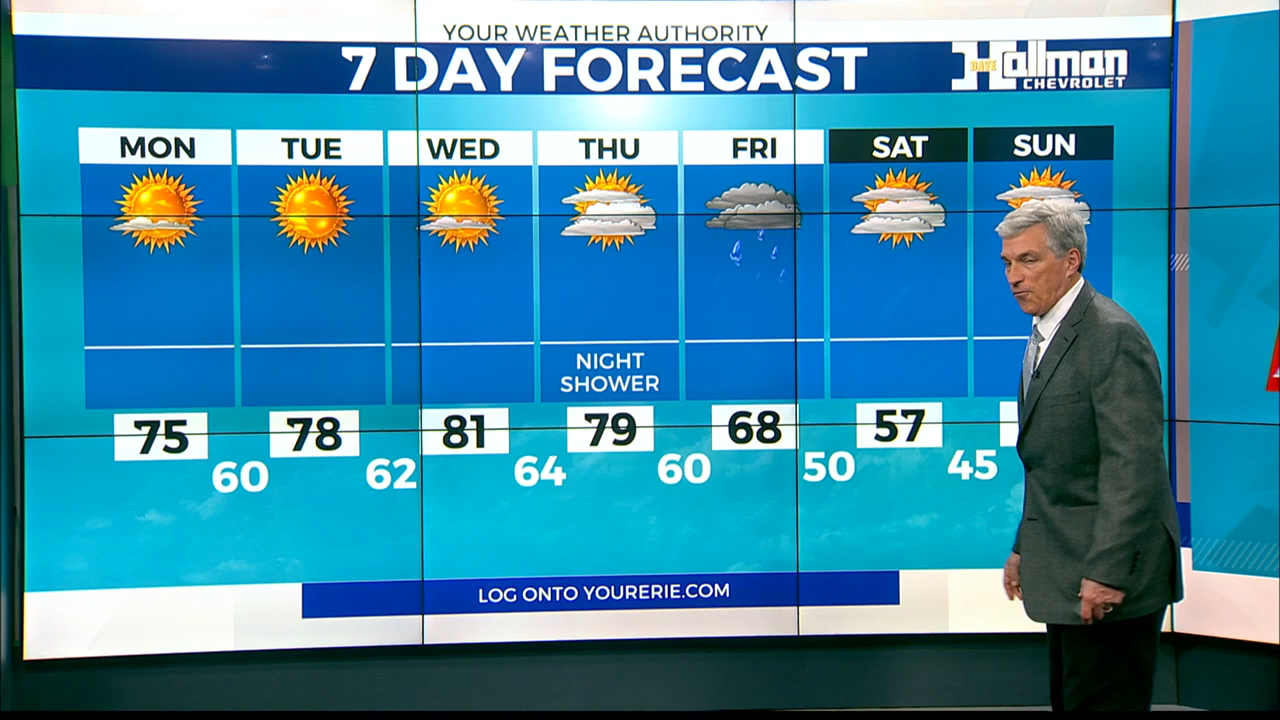 YOUR WEATHER AUTHORITY
7 DAY FORECAST
DAVE
Hallman
CHEVROLET
MON TUE WED THU FRI SAT SUN
NIGHT
SHOWER
75 78 81 79 68 57
60 62 64 60 50 45
LOG ONTO YOURERIE.COM